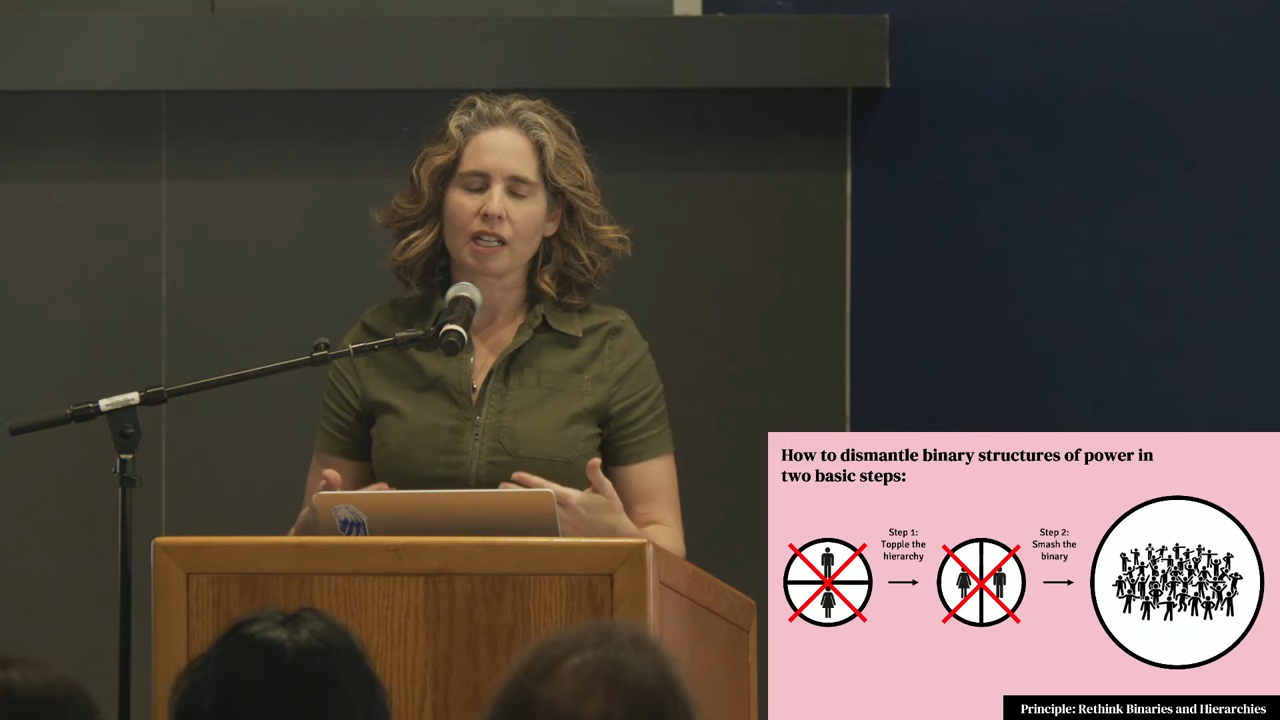 How to dismantle binary structures of power in
two basic steps:
Step 1:
Topple the
hierarchy
Step 2:
Smash the
binary
Principle: Rethink Binaries and Hierarchies